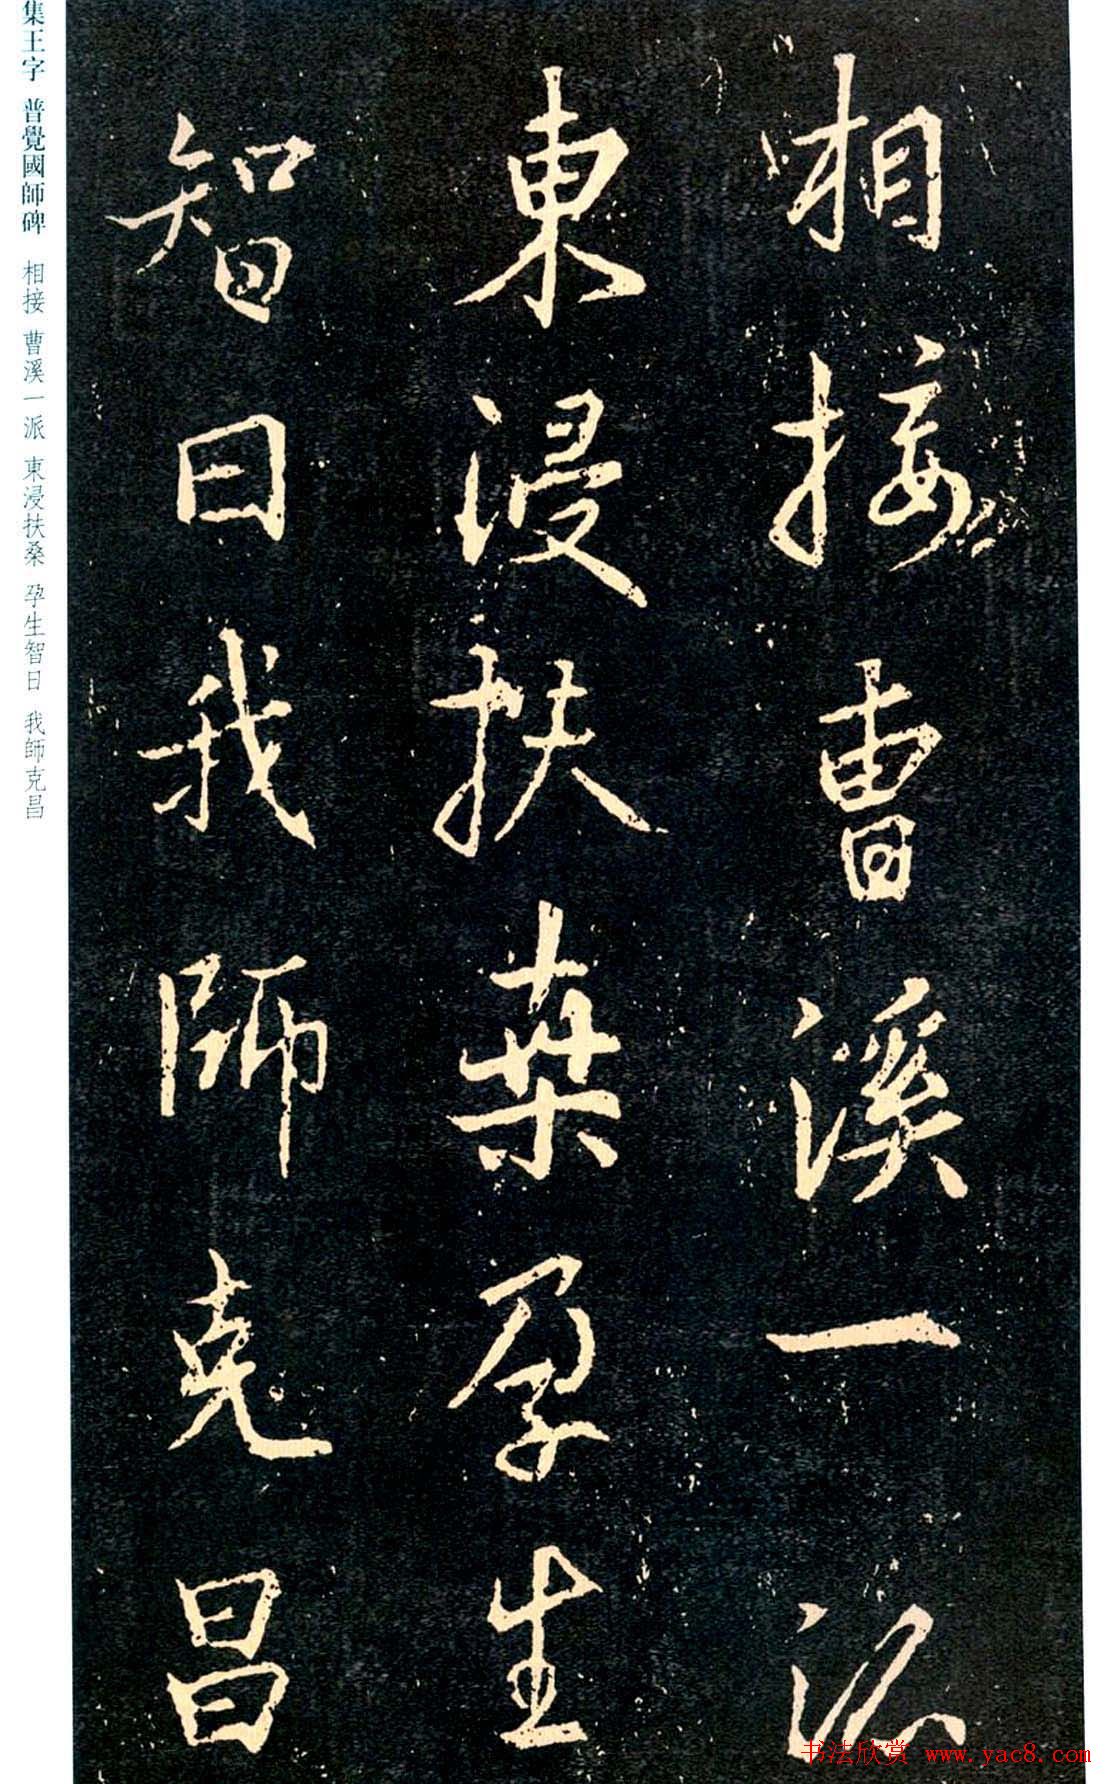 相接曹溪一派
東浸扶桒孕生
智日我師克昌
集王字 普覺國師碑 相接 曹溪一派 東浸扶桑 孕生智日 我師克昌
书法欣赏 www.yac8.com